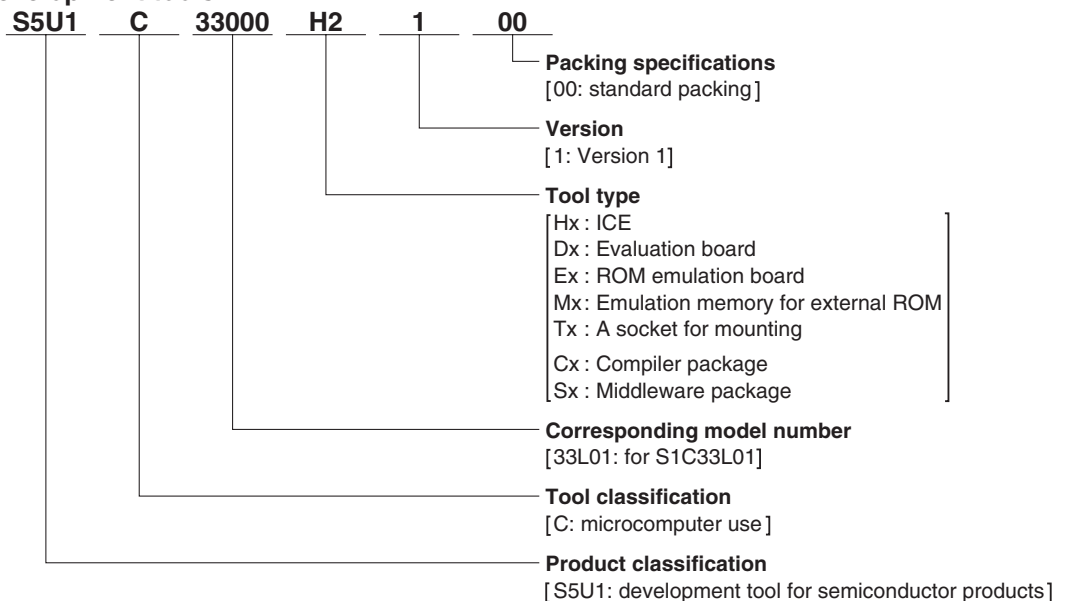 S5U1 C 33000 H2 1 00
Packing specifications
[00: standard packing]
Version
[1: Version 1]
Tool type
Hx : ICE
Dx : Evaluation board
Ex : ROM emulation board
Mx : Emulation memory for external ROM
Tx : A socket for mounting
Cx : Compiler package
Sx : Middleware package
Corresponding model number
[33L01: for S1C33L01]
Tool classification
[C: microcomputer use]
Product classification
[S5U1: development tool for semiconductor products]